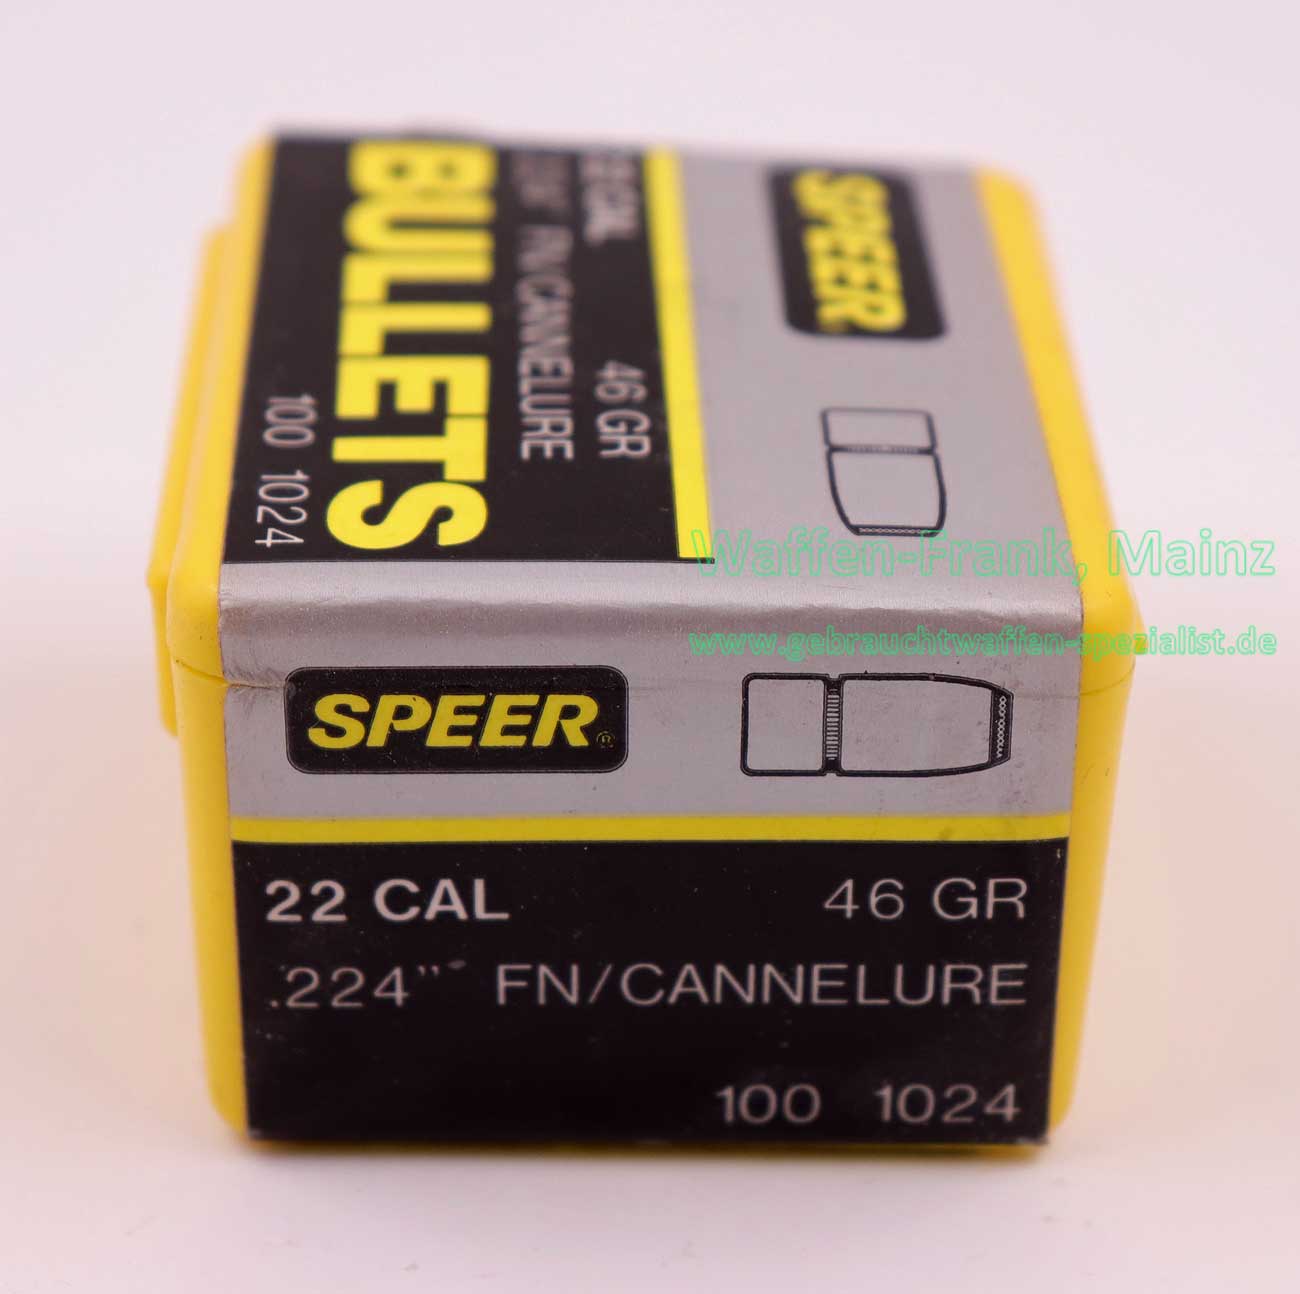 SPEER
22 CAL 46 GR
.224" FN/CANNELURE
BULLETS
100 1024
Waffen-Frank, Mainz
www.gebrauchtwaffen-spezialist.de
SPEER®
22 CAL 46 GR
.224” FN/CANNELURE
100 1024